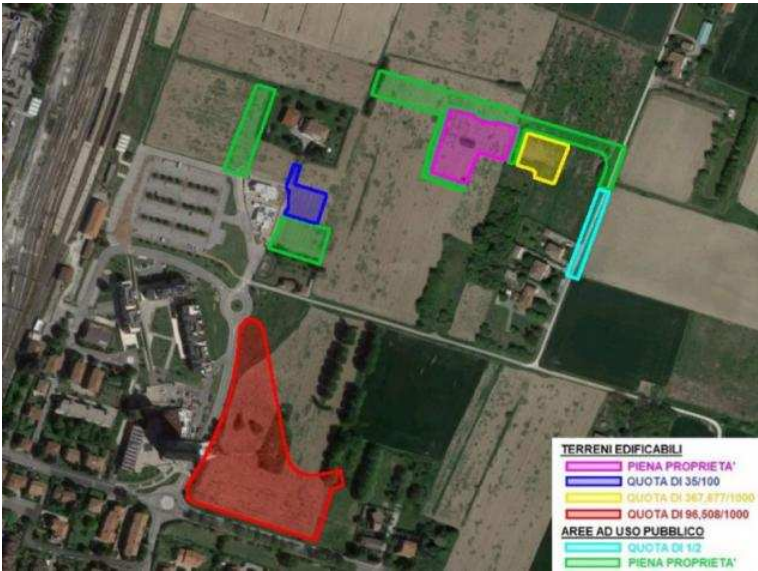 TERRENI EDIFICABILI
PIENA PROPRIETA'
QUOTA DI 35/100
QUOTA DI 367,677/1000
QUOTA DI 96,508/1000
AREE AD USO PUBBLICO
QUOTA DI 1/2
PIENA PROPRIETA'